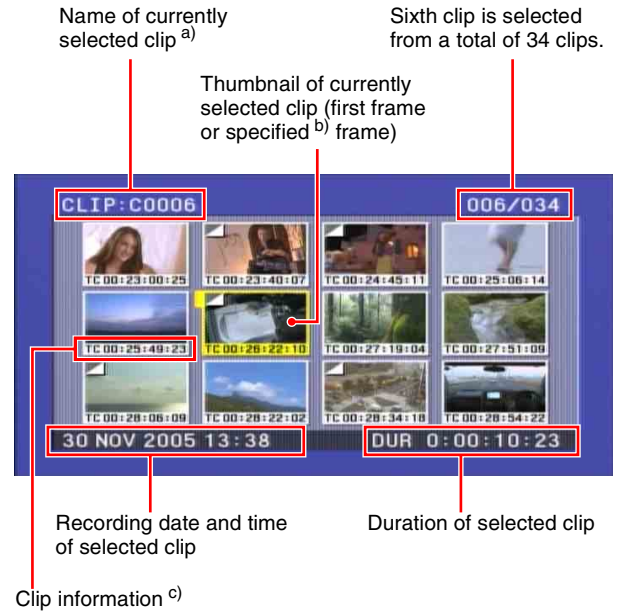 Name of currently
selected clip a)
Sixth clip is selected
from a total of 34 clips.
Thumbnail of currently
selected clip (first frame
or specified b) frame)
CLIP:C0006
006/034
TC 00:23:00:25
TC 00:23:40:07
TC 00:24:45:11
TC 00:25:06:14
TC 00:25:49:23
TC 00:26:22:10
TC 00:27:19:04
TC 00:27:51:09
TC 00:28:06:09
TC 00:28:22:02
TC 00:28:34:18
TC 00:28:54:22
30 NOV 2005 13:38
DUR 0:00:10:23
Recording date and time
of selected clip
Duration of selected clip
Clip information c)